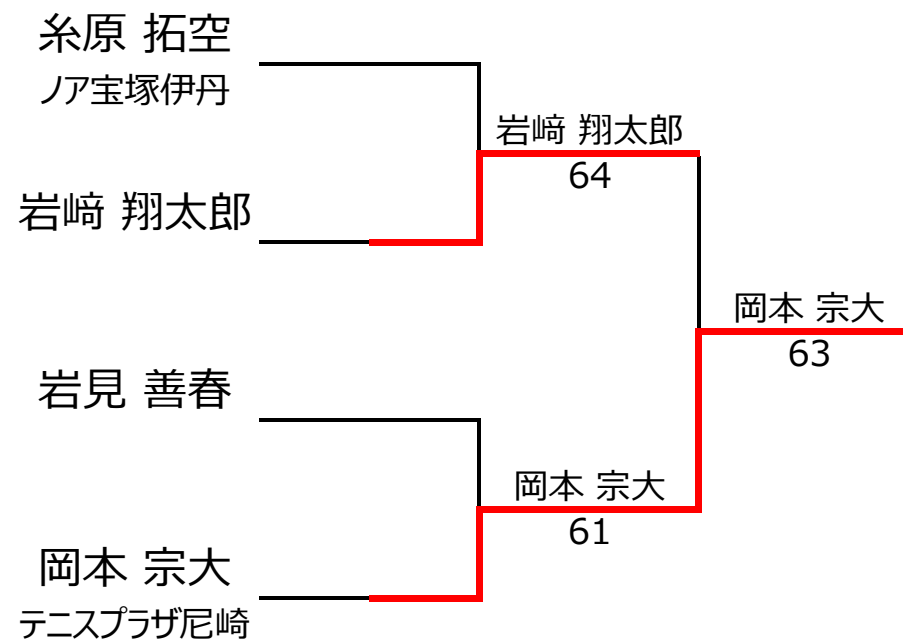 糸原 拓空
ノア宝塚伊丹
岩﨑 翔太郎
64
岩﨑 翔太郎
岡本 宗大
63
岩見 善春
岡本 宗大
61
岡本 宗大
テニスプラザ尼崎